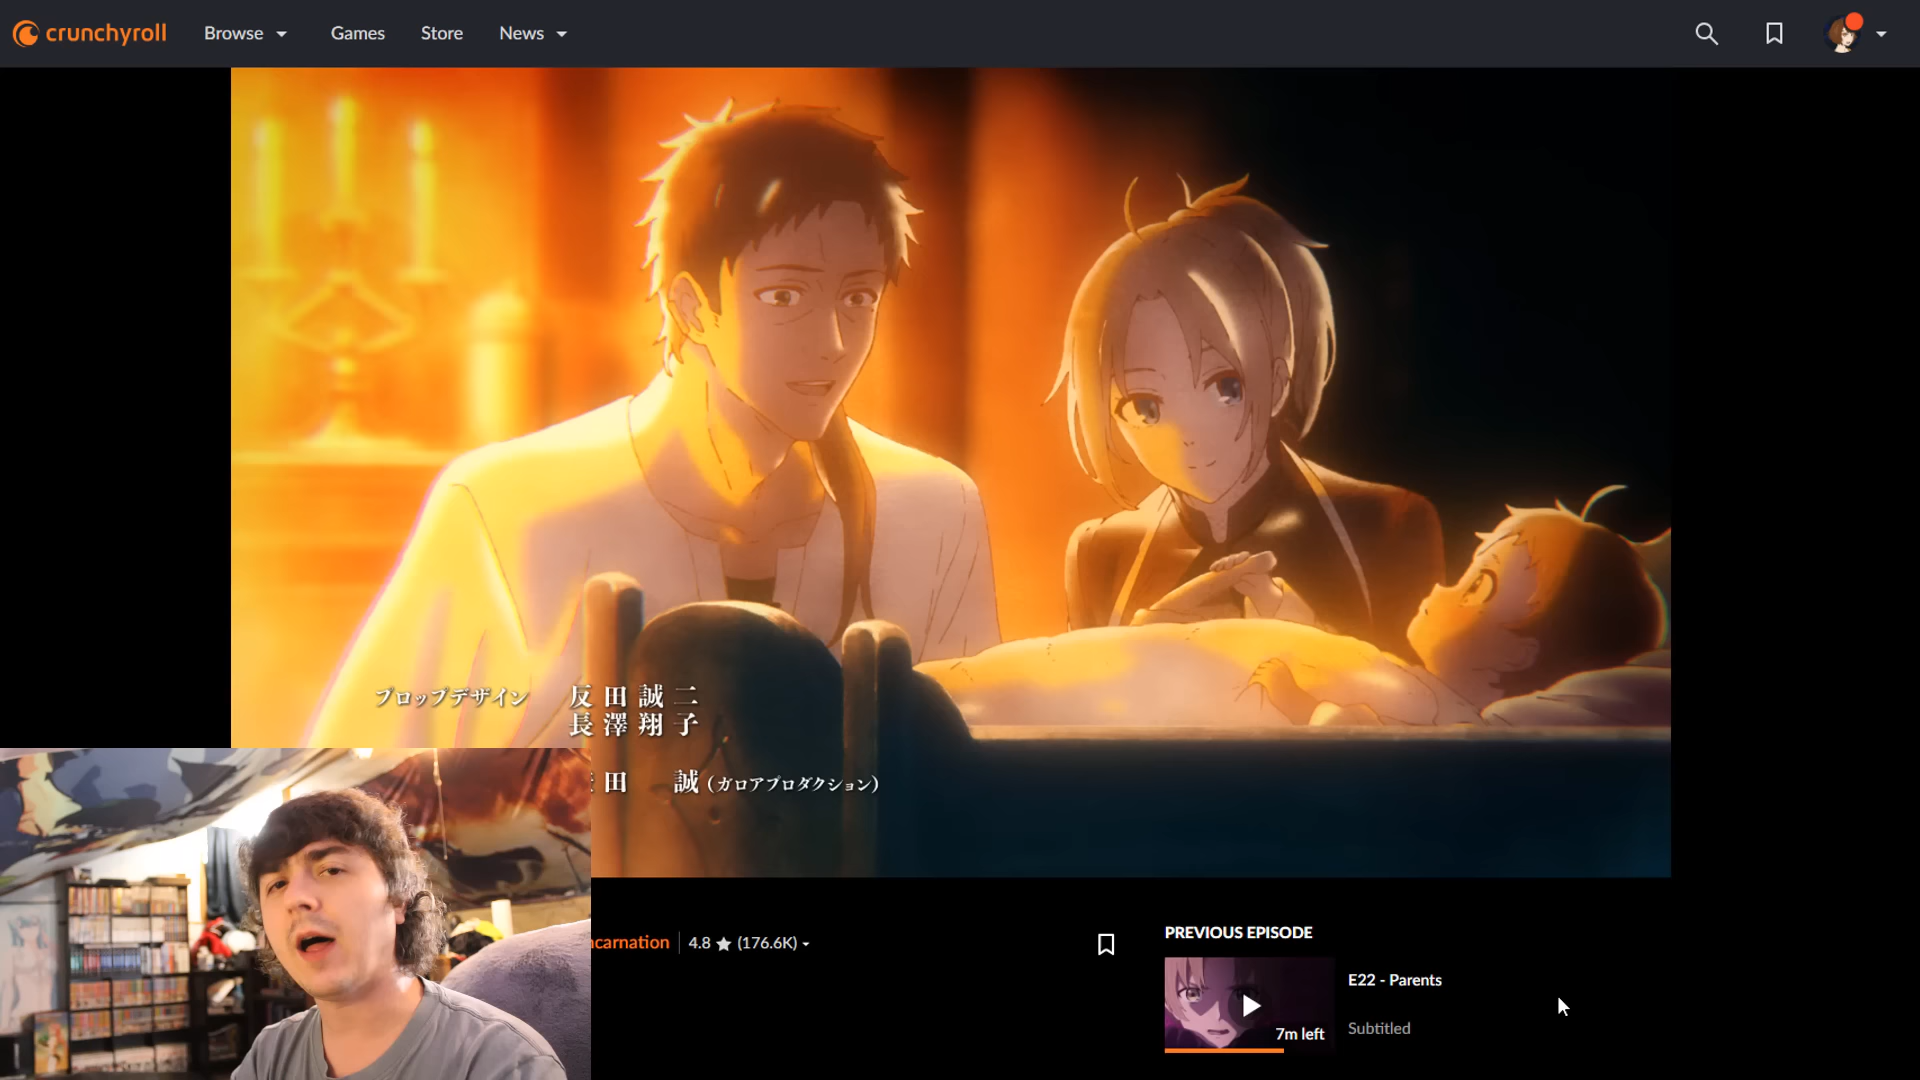 crunchyroll
Browse
Games
Store
News
プロップデザイン 反田誠二
長澤翔子
田 誠(ガロアプロダクション)
ncarnation 4.8 ★ (176.6K)
PREVIOUS EPISODE
E22 - Parents
7m left
Subtitled